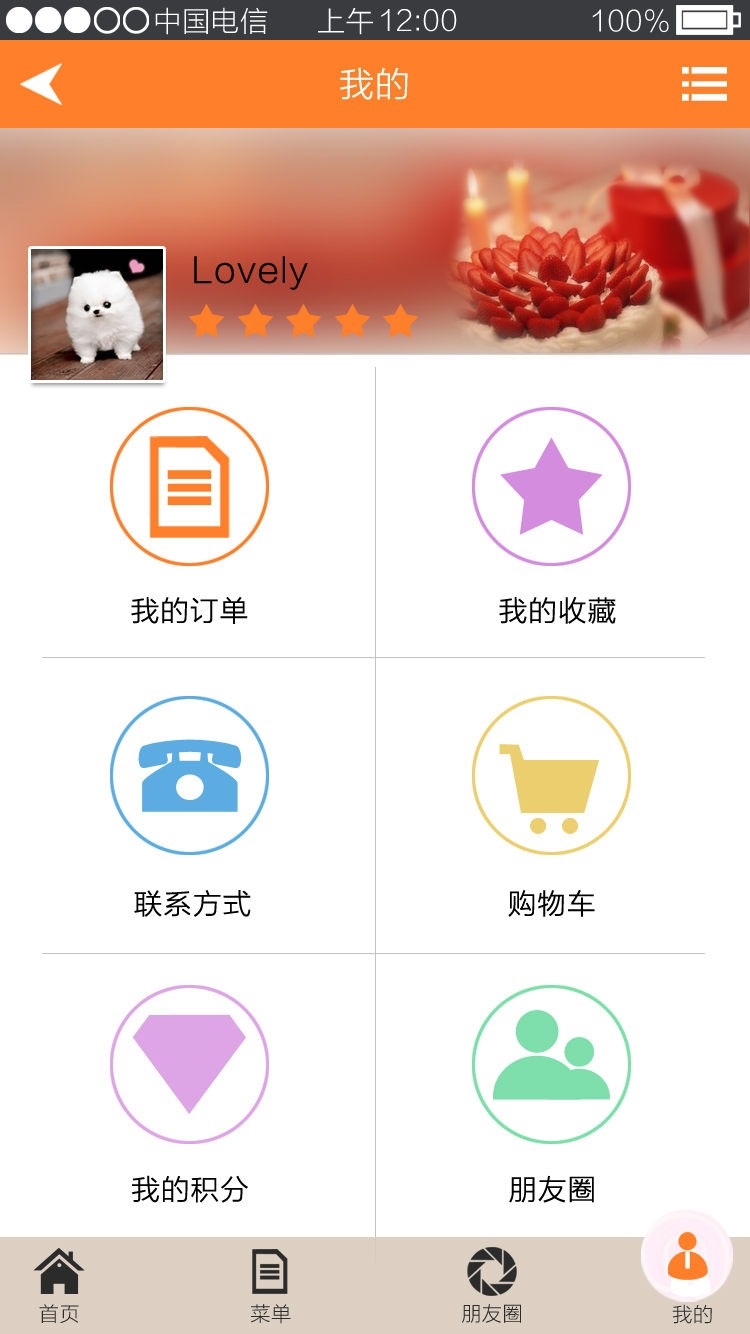 中国电信 上午12:00 100%
我的
Lovely
我的订单 我的收藏
联系方式 购物车
我的积分 朋友圈
首页 菜单 朋友圈 我的